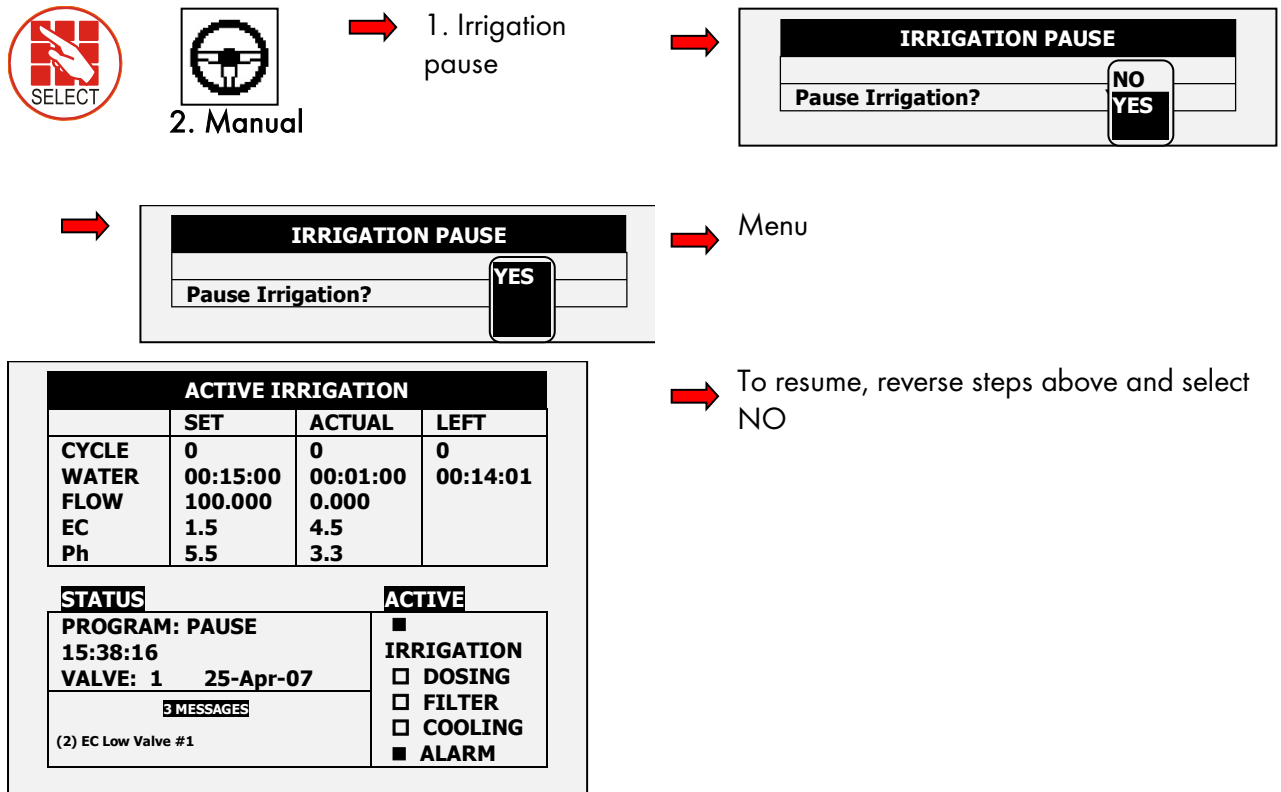 SELECT
2. Manual
1. Irrigation
pause
IRRIGATION PAUSE
Pause Irrigation?
NO
YES
IRRIGATION PAUSE
Pause Irrigation?
YES
Menu
ACTIVE IRRIGATION
SET ACTUAL LEFT
CYCLE 0 0 0
WATER 00:15:00 00:01:00 00:14:01
FLOW 100.000 0.000
EC 1.5 4.5
Ph 5.5 3.3
STATUS
PROGRAM: PAUSE
15:38:16
VALVE: 1 25-Apr-07
3 MESSAGES
(2) EC Low Valve #1
ACTIVE
■
IRRIGATION
□ DOSING
□ FILTER
□ COOLING
■ ALARM
To resume, reverse steps above and select
NO